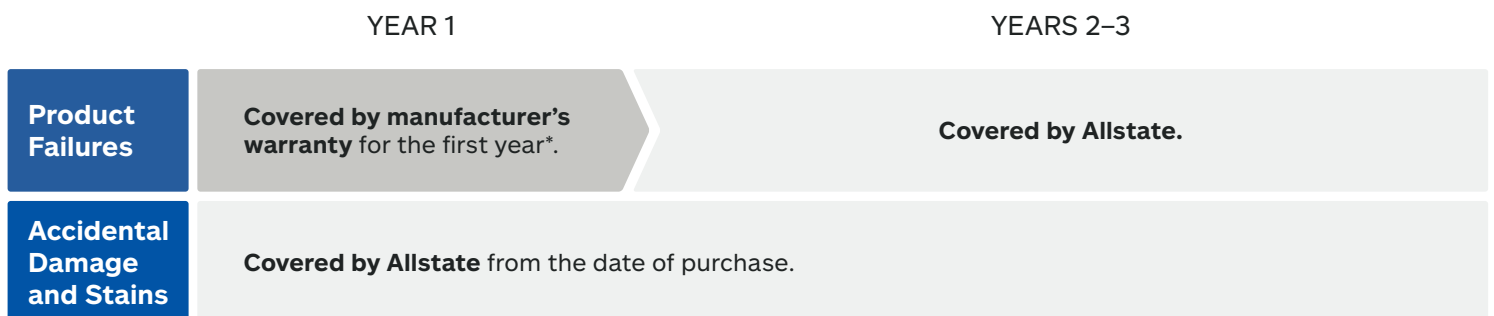 YEAR 1
YEARS 2–3
Product
Failures
Covered by manufacturer’s
warranty for the first year*.
Covered by Allstate.
Accidental
Damage
and Stains
Covered by Allstate from the date of purchase.